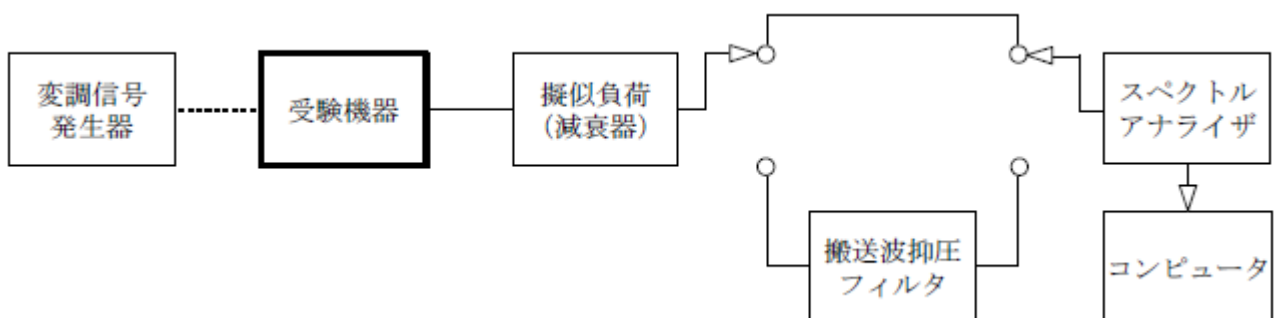 変調信号
発生器
受験機器
擬似負荷
（減衰器）
スペクトル
アナライザ
搬送波抑圧
フィルタ
コンピュータ